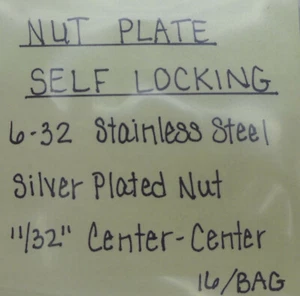 NUT PLATE
SELF LOCKING
6-32 Stainless Steel
Silver Plated Nut
11/32" Center-Center
16/BAG